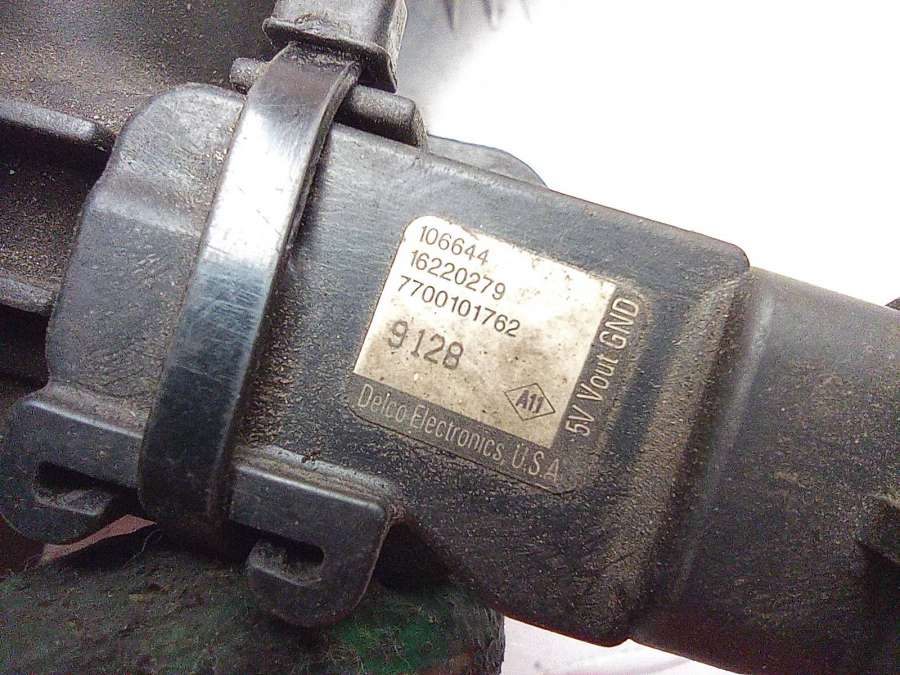 106644
16220279
7700101762
9128
A11
Delco Electronics, U.S.A.
5V Vout GND